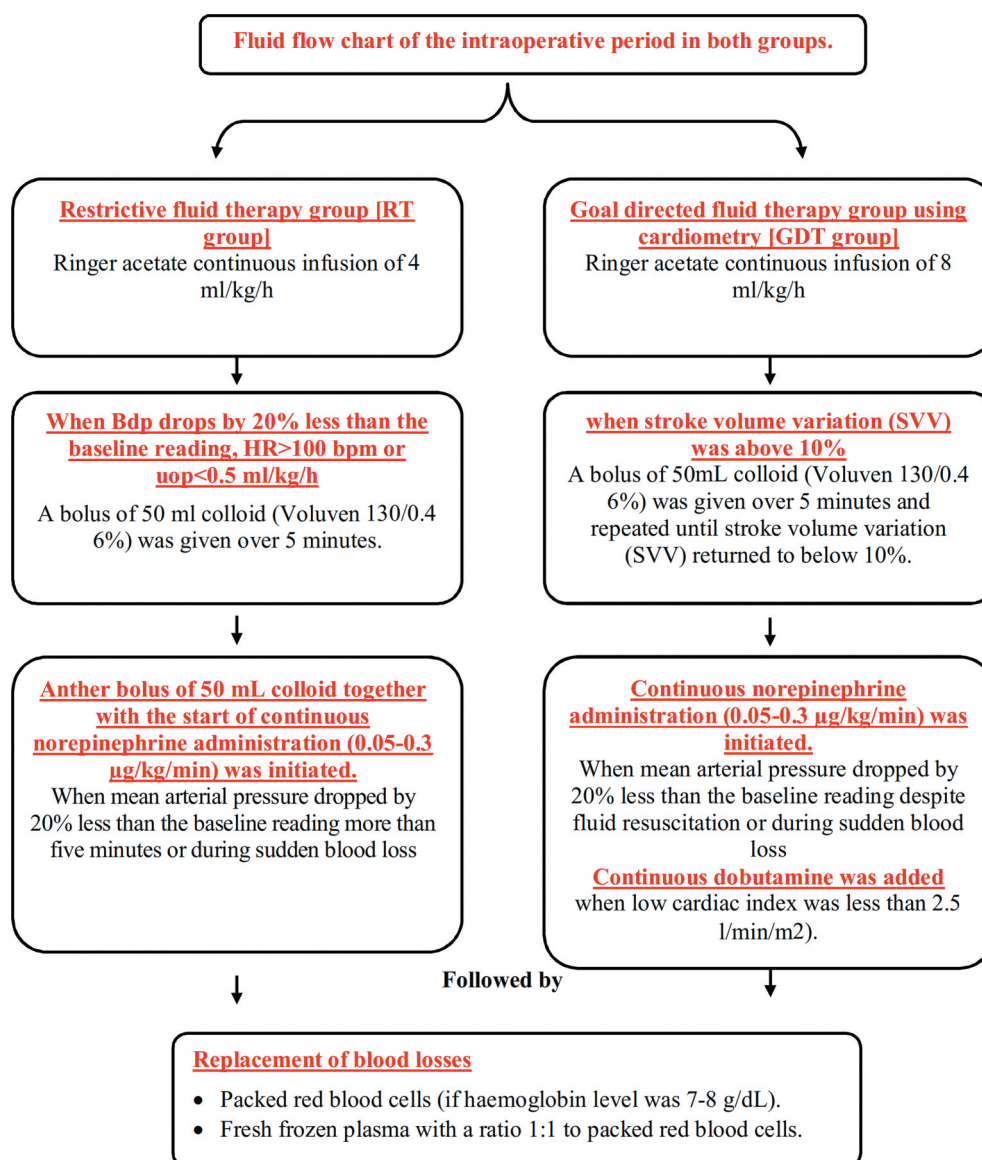 Fluid flow chart of the intraoperative period in both groups.
Restrictive fluid therapy group [RT
group]
Ringer acetate continuous infusion of 4
ml/kg/h
Goal directed fluid therapy group using
cardiometry [GDT group]
Ringer acetate continuous infusion of 8
ml/kg/h
When Bdp drops by 20% less than the
baseline reading, HR>100 bpm or
uop<0.5 ml/kg/h
A bolus of 50 ml colloid (Voluven 130/0.4
6%) was given over 5 minutes.
when stroke volume variation (SVV)
was above 10%
A bolus of 50mL colloid (Voluven 130/0.4
6%) was given over 5 minutes and
repeated until stroke volume variation
(SVV) returned to below 10%.
Anther bolus of 50 mL colloid together
with the start of continuous
norepinephrine administration (0.05-0.3
µg/kg/min) was initiated.
When mean arterial pressure dropped by
20% less than the baseline reading more than
five minutes or during sudden blood loss
Continuous norepinephrine
administration (0.05-0.3 µg/kg/min) was
initiated.
When mean arterial pressure dropped by
20% less than the baseline reading despite
fluid resuscitation or during sudden blood
loss
Continuous dobutamine was added
when low cardiac index was less than 2.5
l/min/m2).
Followed by
Replacement of blood losses
• Packed red blood cells (if haemoglobin level was 7-8 g/dL).
• Fresh frozen plasma with a ratio 1:1 to packed red blood cells.